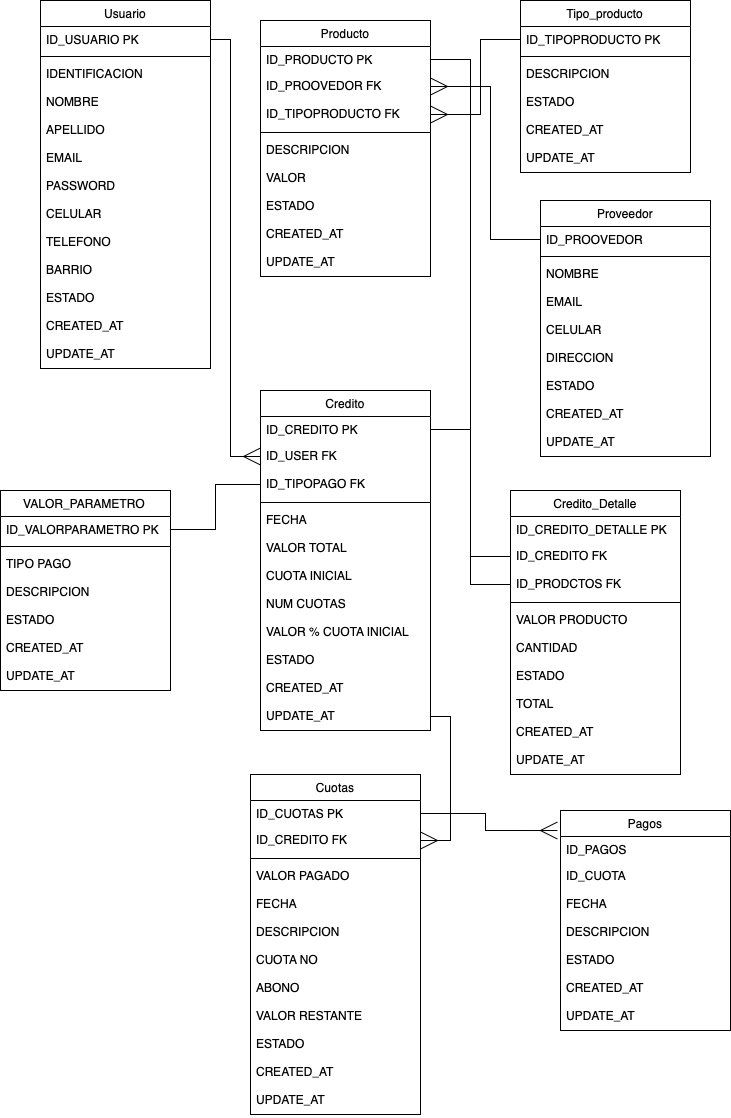 Usuario
ID_USUARIO PK
IDENTIFICACION
NOMBRE
APELLIDO
EMAIL
PASSWORD
CELULAR
TELEFONO
BARRIO
ESTADO
CREATED_AT
UPDATE_AT
Producto
ID_PRODUCTO PK
ID_PROOVEDOR FK
ID_TIPOPRODUCTO FK
DESCRIPCION
VALOR
ESTADO
CREATED_AT
UPDATE_AT
Tipo_producto
ID_TIPOPRODUCTO PK
DESCRIPCION
ESTADO
CREATED_AT
UPDATE_AT
Proveedor
ID_PROOVEDOR
NOMBRE
EMAIL
CELULAR
DIRECCION
ESTADO
CREATED_AT
UPDATE_AT
VALOR_PARAMETRO
ID_VALORPARAMETRO PK
TIPO PAGO
DESCRIPCION
ESTADO
CREATED_AT
UPDATE_AT
Credito
ID_CREDITO PK
ID_USER FK
ID_TIPOPAGO FK
FECHA
VALOR TOTAL
CUOTA INICIAL
NUM CUOTAS
VALOR % CUOTA INICIAL
ESTADO
CREATED_AT
UPDATE_AT
Credito_Detalle
ID_CREDITO_DETALLE PK
ID_CREDITO FK
ID_PRODCTOS FK
VALOR PRODUCTO
CANTIDAD
ESTADO
TOTAL
CREATED_AT
UPDATE_AT
Cuotas
ID_CUOTAS PK
ID_CREDITO FK
VALOR PAGADO
FECHA
DESCRIPCION
CUOTA NO
ABONO
VALOR RESTANTE
ESTADO
CREATED_AT
UPDATE_AT
Pagos
ID_PAGOS
ID_CUOTA
FECHA
DESCRIPCION
ESTADO
CREATED_AT
UPDATE_AT